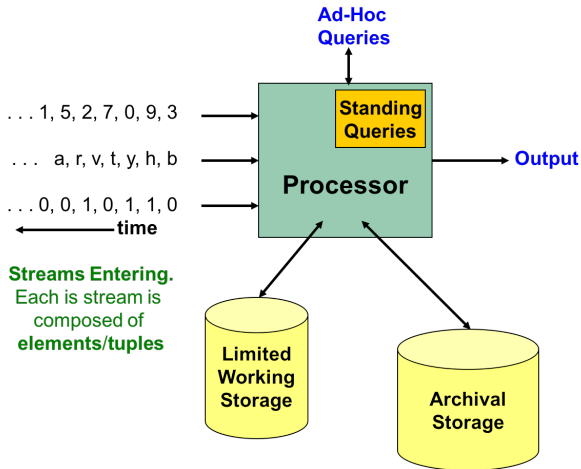 Ad-Hoc
Queries
. . . 1, 5, 2, 7, 0, 9, 3
Standing
Queries
. . . a, r, v, t, y, h, b
Output
Processor
. . . 0, 0, 1, 0, 1, 1, 0
time
Streams Entering.
Each is stream is
composed of
elements/tuples
Limited
Working
Storage
Archival
Storage